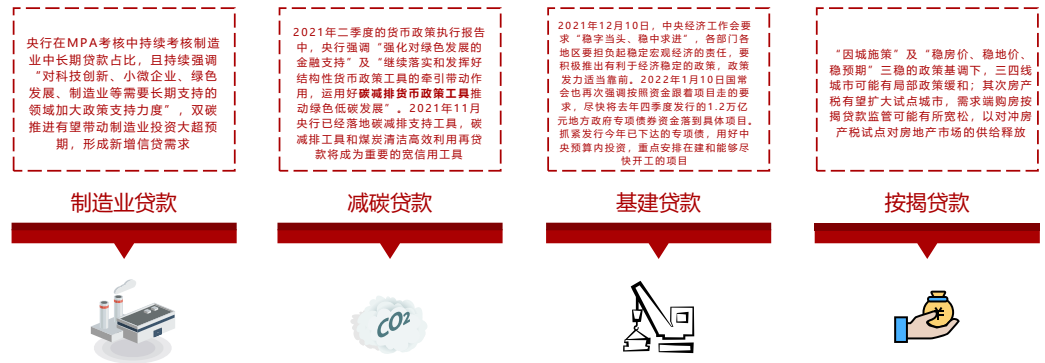 央行在MPA考核中持续考核制造
业中长期贷款占比，且持续强调
“对科技创新、小微企业、绿色
发展、制造业等需要长期支持的
领域加大政策支持力度”，双碳
推进有望带动制造业投资大超预
期，形成新增信贷需求
制造业贷款
2021年二季度的货币政策执行报告
中，央行强调“强化对绿色发展的
金融支持”及“继续落实和发挥好
结构性货币政策工具的牵引带动作
用，运用好碳减排货币政策工具推
动绿色低碳发展”。2021年11月
央行已经落地碳减排支持工具，碳
减排工具和煤炭清洁高效利用再贷
款将成为重要的宽信用工具
减碳贷款
2021年12月10日，中央经济工作会要
求“稳字当头、稳中求进”，各部门各
地区要担负起稳定宏观经济的责任，要
积极推出有利于经济稳定的政策，政策
发力适当靠前。2022年1月10日国常
会也再次强调按照资金跟着项目走的要
求，尽快将去年四季度发行的1.2万亿
元地方政府专项债券资金落到具体项目。
抓紧发行今年已下达的专项债，用好中
央预算内投资，重点安排在建和能够尽
快开工的项目
基建贷款
“因城施策”及“稳房价、稳地价、
稳预期”三稳的政策基调下，三四线
城市可能有局部政策缓和；其次房产
税有望扩大试点城市，需求端购房按
揭贷款监管可能有所宽松，以对冲房
产税试点对房地产市场的供给释放
按揭贷款
CO2
¥